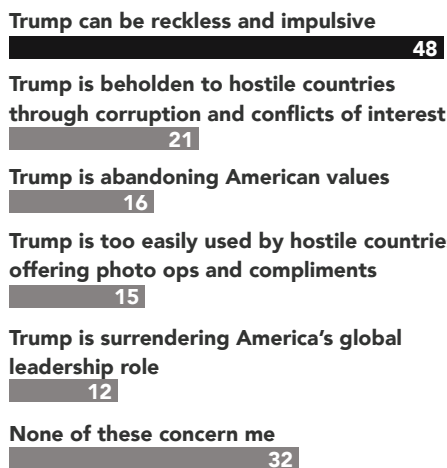 Trump can be reckless and impulsive
48
Trump is beholden to hostile countries
through corruption and conflicts of interest
21
Trump is abandoning American values
16
Trump is too easily used by hostile countrie
offering photo ops and compliments
15
Trump is surrendering America’s global
leadership role
12
None of these concern me
32